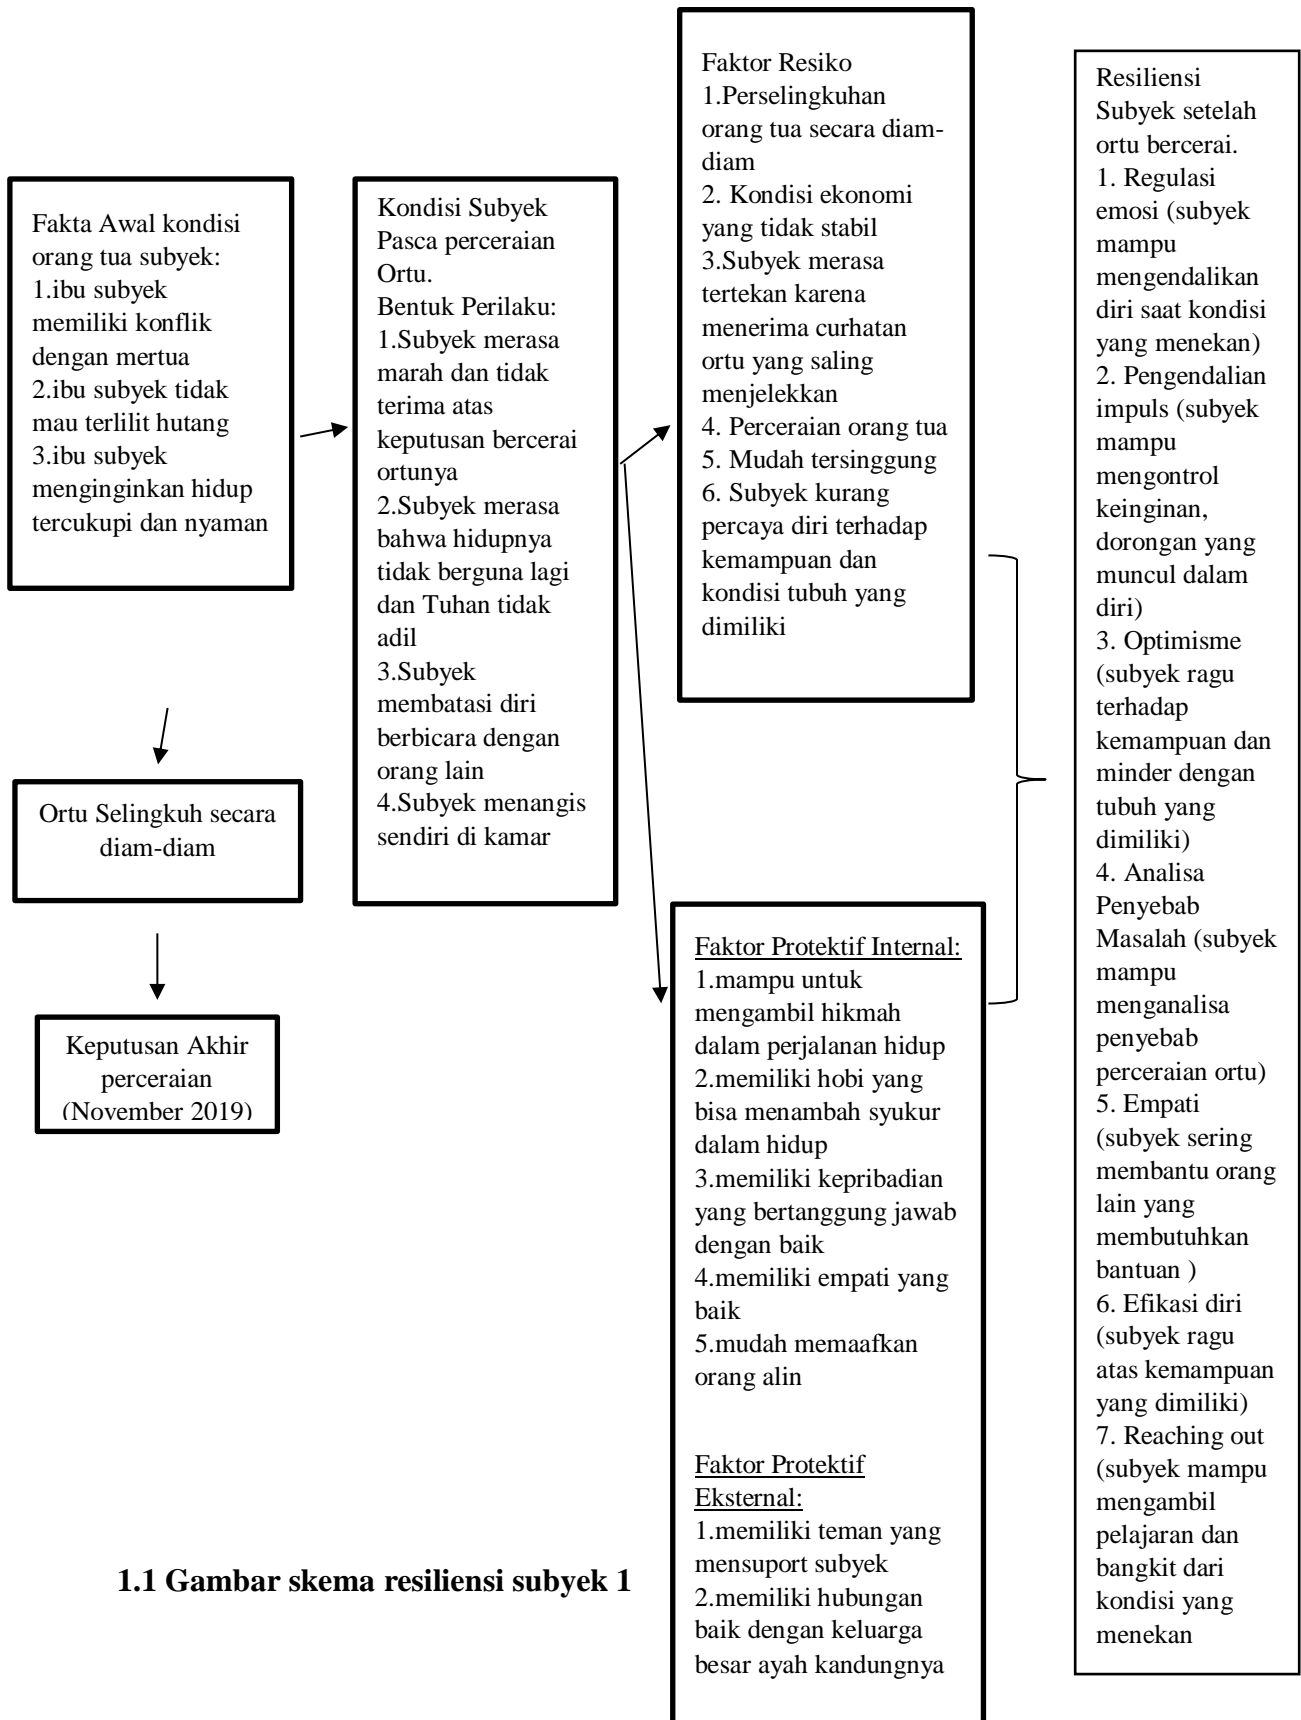 Fakta Awal kondisi
orang tua subyek:
1.ibu subyek
memiliki konflik
dengan mertua
2.ibu subyek tidak
mau terlilit hutang
3.ibu subyek
menginginkan hidup
tercukupi dan nyaman
Ortu Selingkuh secara
diam-diam
Keputusan Akhir
perceraian
(November 2019)
Kondisi Subyek
Pasca perceraian
Ortu.
Bentuk Perilaku:
1.Subyek merasa
marah dan tidak
terima atas
keputusan bercerai
ortunya
2.Subyek merasa
bahwa hidupnya
tidak berguna lagi
dan Tuhan tidak
adil
3.Subyek
membatasi diri
berbicara dengan
orang lain
4.Subyek menangis
sendiri di kamar
Faktor Resiko
1.Perselingkuhan
orang tua secara diam-
diam
2. Kondisi ekonomi
yang tidak stabil
3.Subyek merasa
tertekan karena
menerima curhatan
ortu yang saling
menjelekkan
4. Perceraian orang tua
5. Mudah tersinggung
6. Subyek kurang
percaya diri terhadap
kemampuan dan
kondisi tubuh yang
dimiliki
Faktor Protektif Internal:
1.mampu untuk
mengambil hikmah
dalam perjalanan hidup
2.memiliki hobi yang
bisa menambah syukur
dalam hidup
3.memiliki kepribadian
yang bertanggung jawab
dengan baik
4.memiliki empati yang
baik
5.mudah memaafkan
orang alin
Faktor Protektif
Eksternal:
1.memiliki teman yang
mensuport subyek
2.memiliki hubungan
baik dengan keluarga
besar ayah kandungnya
Resiliensi
Subyek setelah
ortu bercerai.
1. Regulasi
emosi (subyek
mampu
mengendalikan
diri saat kondisi
yang menekan)
2. Pengendalian
impuls (subyek
mampu
mengontrol
keinginan,
dorongan yang
muncul dalam
diri)
3. Optimisme
(subyek ragu
terhadap
kemampuan dan
minder dengan
tubuh yang
dimiliki)
4. Analisa
Penyebab
Masalah (subyek
mampu
menganalisa
penyebab
perceraian ortu)
5. Empati
(subyek sering
membantu orang
lain yang
membutuhkan
bantuan )
6. Efikasi diri
(subyek ragu
atas kemampuan
yang dimiliki)
7. Reaching out
(subyek mampu
mengambil
pelajaran dan
bangkit dari
kondisi yang
menekan
1.1 Gambar skema resiliensi subyek 1